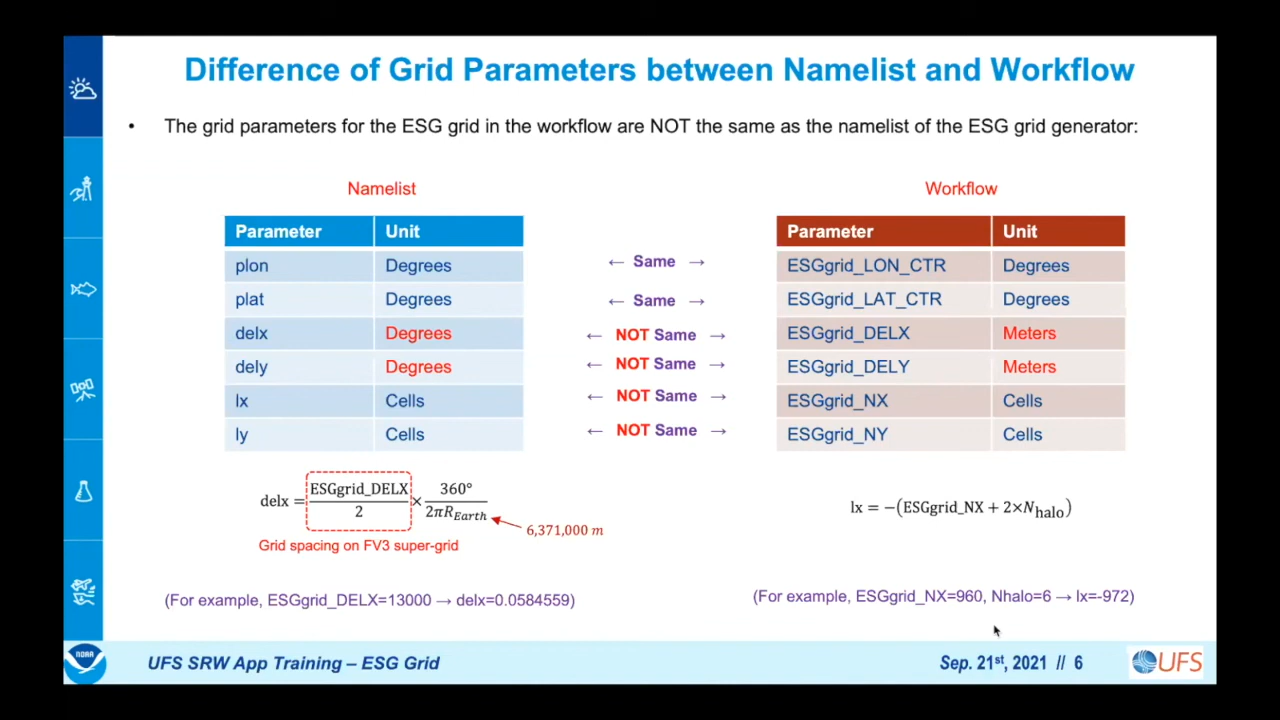 Difference of Grid Parameters between Namelist and Workflow
• The grid parameters for the ESG grid in the workflow are NOT the same as the namelist of the ESG grid generator:
Namelist
Parameter Unit
plon Degrees
plat Degrees
delx Degrees
dely Degrees
lx Cells
ly Cells
← Same →
← Same →
← NOT Same →
← NOT Same →
← NOT Same →
← NOT Same →
Workflow
Parameter Unit
ESGgrid_LON_CTR Degrees
ESGgrid_LAT_CTR Degrees
ESGgrid_DELX Meters
ESGgrid_DELY Meters
ESGgrid_NX Cells
ESGgrid_NY Cells
delx = ESGgrid_DELX/2 × 360°/2πR_Earth
6,371,000 m
Grid spacing on FV3 super-grid
(For example, ESGgrid_DELX=13000 → delx=0.0584559)
lx = −(ESGgrid_NX + 2×N_halo)
(For example, ESGgrid_NX=960, Nhalo=6 → lx=-972)
NOAA
UFS SRW App Training – ESG Grid
Sep. 21st, 2021 // 6
UFS